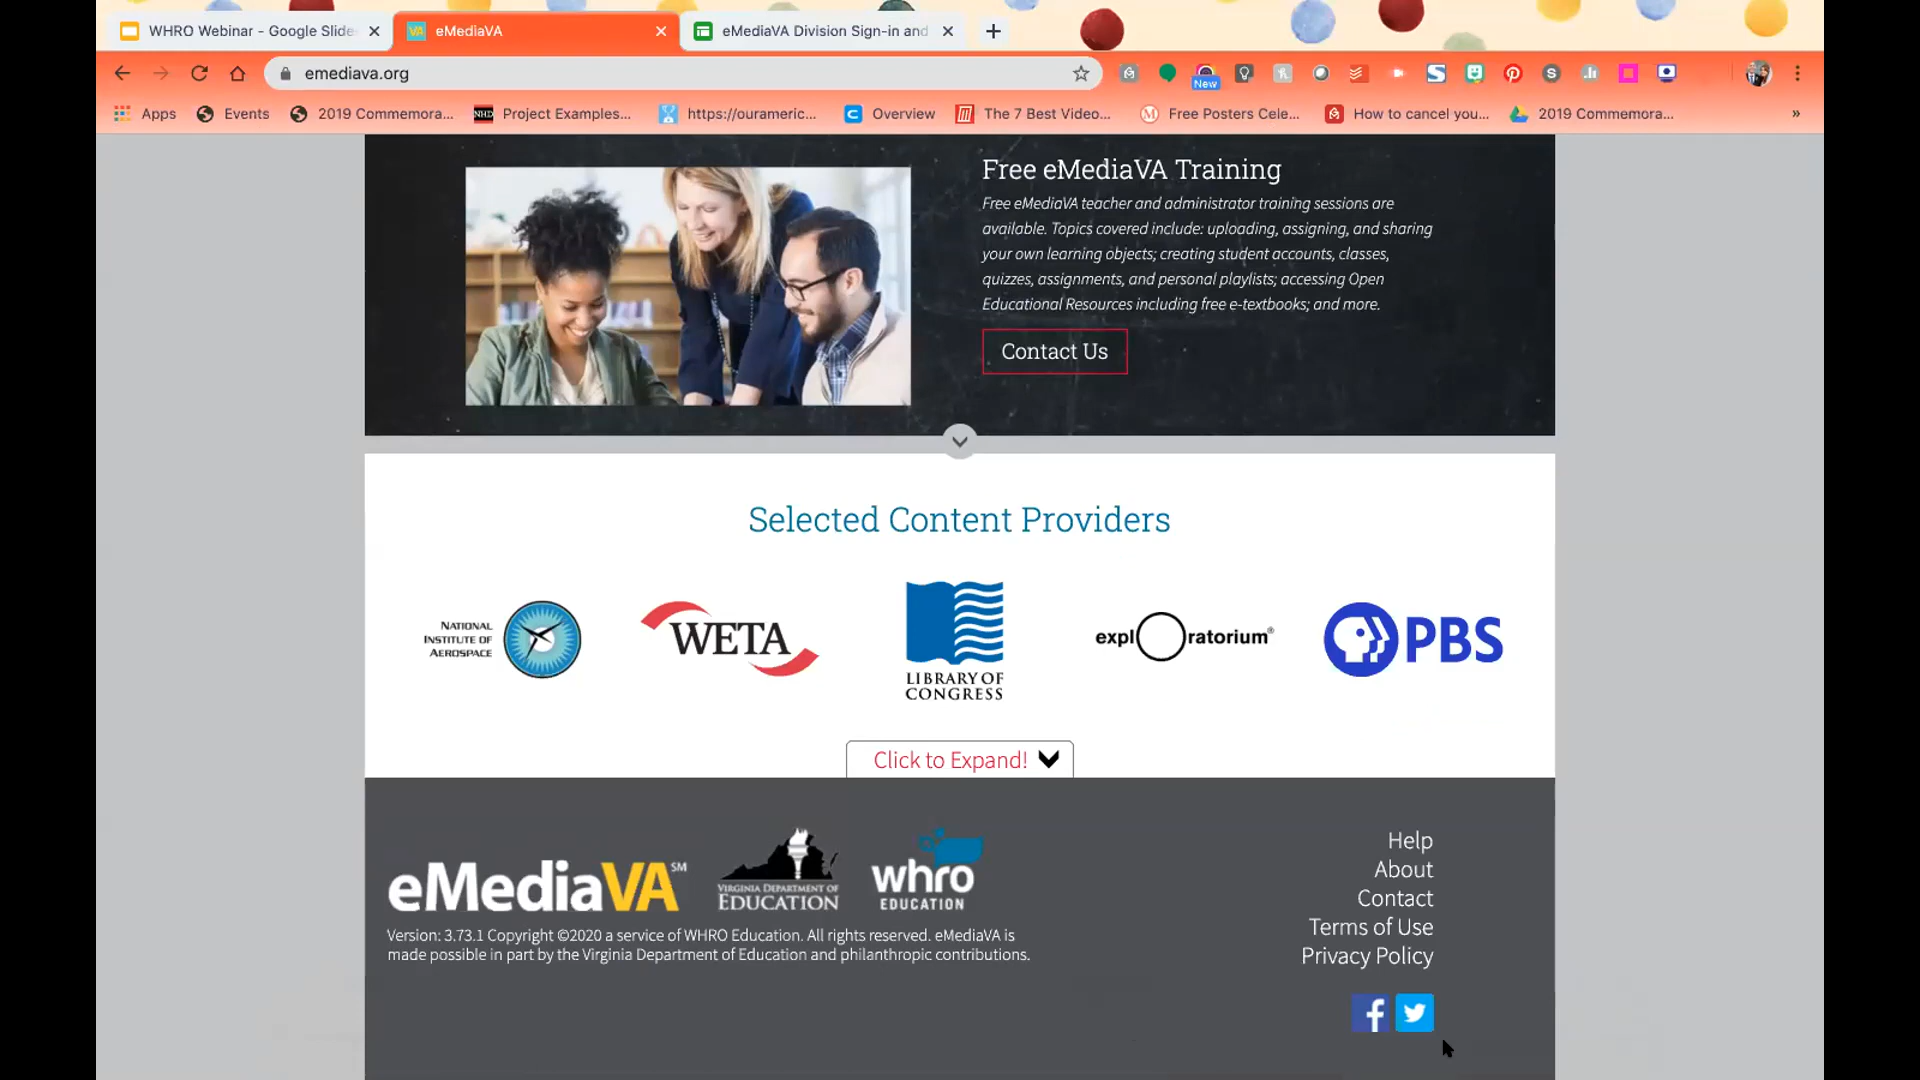 WHRO Webinar - Google Slide
eMediaVA
eMediaVA Division Sign-in and
emediava.org
New
Apps
Events
2019 Commemora...
NHD
Project Examples...
https://ourameric...
Overview
The 7 Best Video...
Free Posters Cele...
How to cancel you...
2019 Commemora...
»
Free eMediaVA Training
Free eMediaVA teacher and administrator training sessions are
available. Topics covered include: uploading, assigning, and sharing
your own learning objects; creating student accounts, classes,
quizzes, assignments, and personal playlists; accessing Open
Educational Resources including free e-textbooks; and more.
Contact Us
Selected Content Providers
NATIONAL
INSTITUTE OF
AEROSPACE
WETA
LIBRARY OF
CONGRESS
exploratorium®
PBS
Click to Expand!
eMediaVA℠
VIRGINIA DEPARTMENT OF
EDUCATION
whro
EDUCATION
Version: 3.73.1 Copyright ©2020 a service of WHRO Education. All rights reserved. eMediaVA is
made possible in part by the Virginia Department of Education and philanthropic contributions.
Help
About
Contact
Terms of Use
Privacy Policy